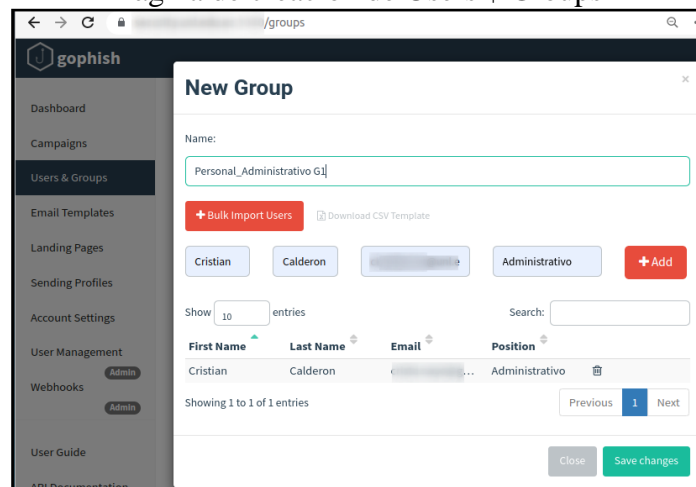 /groups
gophish
New Group
×
Dashboard
Campaigns
Name:
Personal_Administrativo G1
Users & Groups
Email Templates
+ Bulk Import Users
Download CSV Template
Landing Pages
Cristian
Calderon
Administrativo
+ Add
Sending Profiles
Account Settings
Show 10 entries
Search:
User Management
Admin
First Name
Last Name
Email
Position
Cristian
Calderon
...
Administrativo
Webhooks
Admin
Showing 1 to 1 of 1 entries
Previous
1
Next
User Guide
Close
Save changes
API Documentation